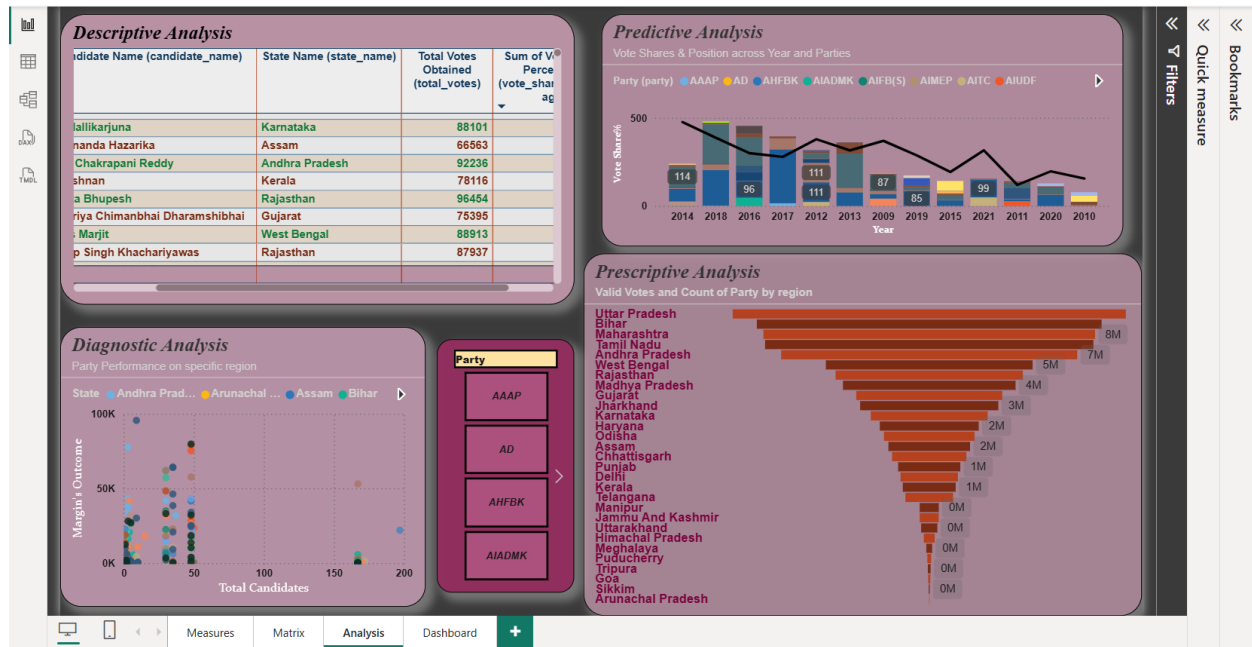 Descriptive Analysis
ndidate Name (candidate_name) State Name (state_name) Total Votes Obtained (total_votes) Sum of V Perce (vote_shar ag
Mallikarjuna Karnataka 88101
nanda Hazarika Assam 66563
Chakrapani Reddy Andhra Pradesh 92236
shnan Kerala 78116
a Bhupesh Rajasthan 96454
riya Chimanbhai Dharamshibhai Gujarat 75395
Marjit West Bengal 88913
p Singh Khachariyawas Rajasthan 87937
Predictive Analysis
Vote Shares & Position across Year and Parties
Party (party) AAAP AD AHFBK AIADMK AIFB(S) AIMEP AITC AIUDF
Vote Share%
500
0
114
96
111
111
87
85
99
2014 2018 2016 2017 2012 2013 2009 2019 2015 2021 2011 2020 2010
Year
Diagnostic Analysis
Party Performance on specific region
State Andhra Prad... Arunachal ... Assam Bihar
Margin's Outcome
100K
50K
0K
0 50 100 150 200
Total Candidates
Party
AAAP
AD
AHFBK
AIADMK
Prescriptive Analysis
Valid Votes and Count of Party by region
Uttar Pradesh
Bihar
Maharashtra 8M
Tamil Nadu
Andhra Pradesh 7M
West Bengal 5M
Rajasthan
Madhya Pradesh 4M
Gujarat
Jharkhand 3M
Karnataka
Haryana 2M
Odisha
Assam 2M
Chhattisgarh
Punjab 1M
Delhi
Kerala 1M
Telangana
Manipur 0M
Jammu And Kashmir
Uttarakhand 0M
Himachal Pradesh
Meghalaya 0M
Puducherry
Tripura 0M
Goa
Sikkim 0M
Arunachal Pradesh
Filters
Quick measure
Bookmarks
DAX
TMDL
Measures Matrix Analysis Dashboard +